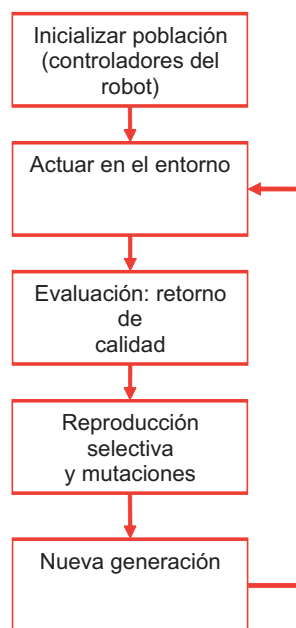 Inicializar población
(controladores del
robot)
Actuar en el entorno
Evaluación: retorno
de
calidad
Reproducción
selectiva
y mutaciones
Nueva generación